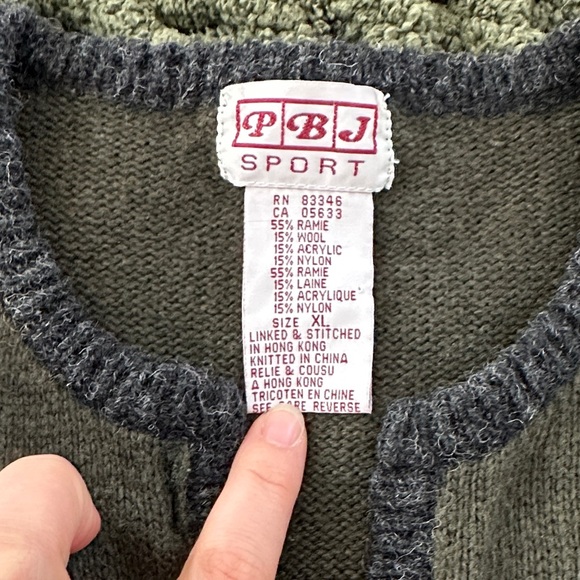 PBJ
SPORT
RN 83346
CA 05633
55% RAMIE
15% WOOL
15% ACRYLIC
15% NYLON
55% RAMIE
15% LAINE
15% ACRYLIQUE
15% NYLON
SIZE XL
LINKED & STITCHED
IN HONG KONG
KNITTED IN CHINA
RELIE & COUSU
A HONG KONG
TRICOTEN EN CHINE
SEE CARE REVERSE